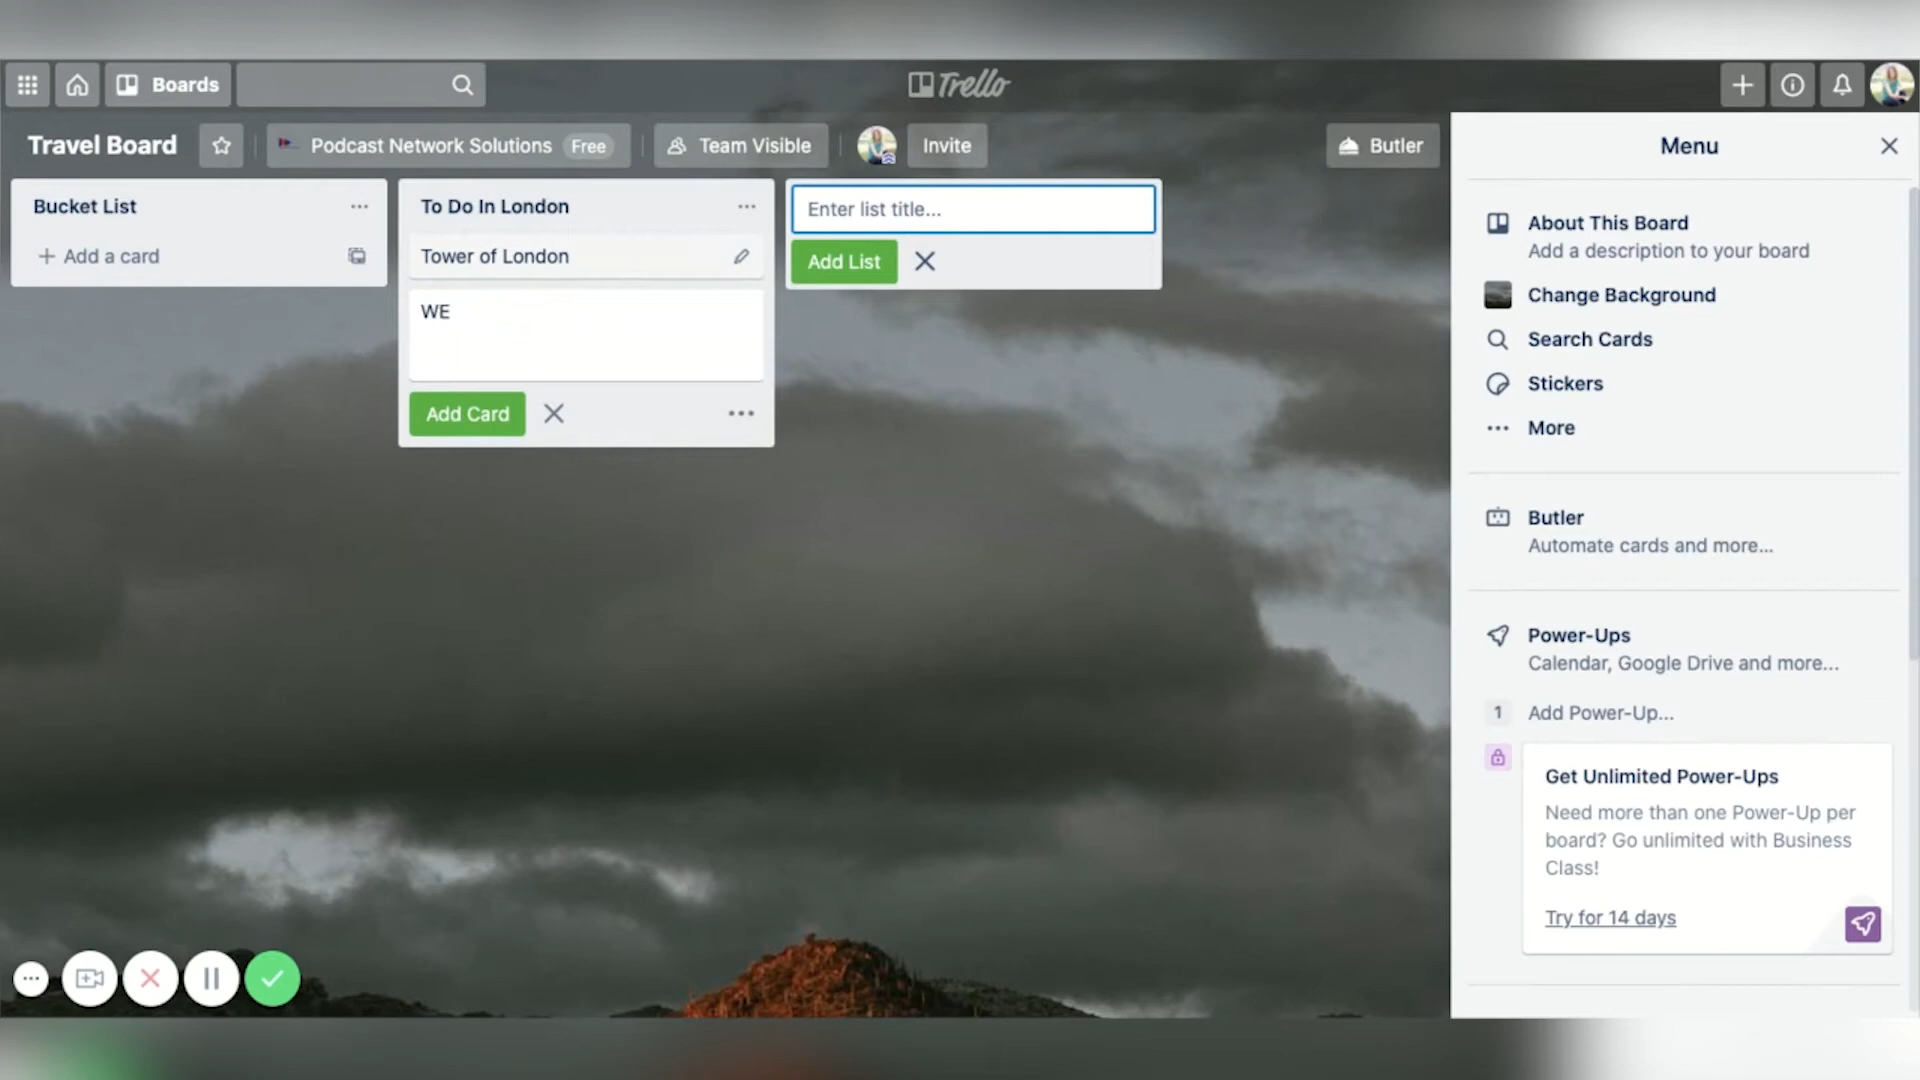 Boards
Trello
Travel Board
Podcast Network Solutions Free
Team Visible
Invite
Butler
Bucket List
Add a card
To Do In London
Tower of London
WE
Add Card
Enter list title...
Add List
Menu
About This Board
Add a description to your board
Change Background
Search Cards
Stickers
More
Butler
Automate cards and more...
Power-Ups
Calendar, Google Drive and more...
1 Add Power-Up...
Get Unlimited Power-Ups
Need more than one Power-Up per
board? Go unlimited with Business
Class!
Try for 14 days